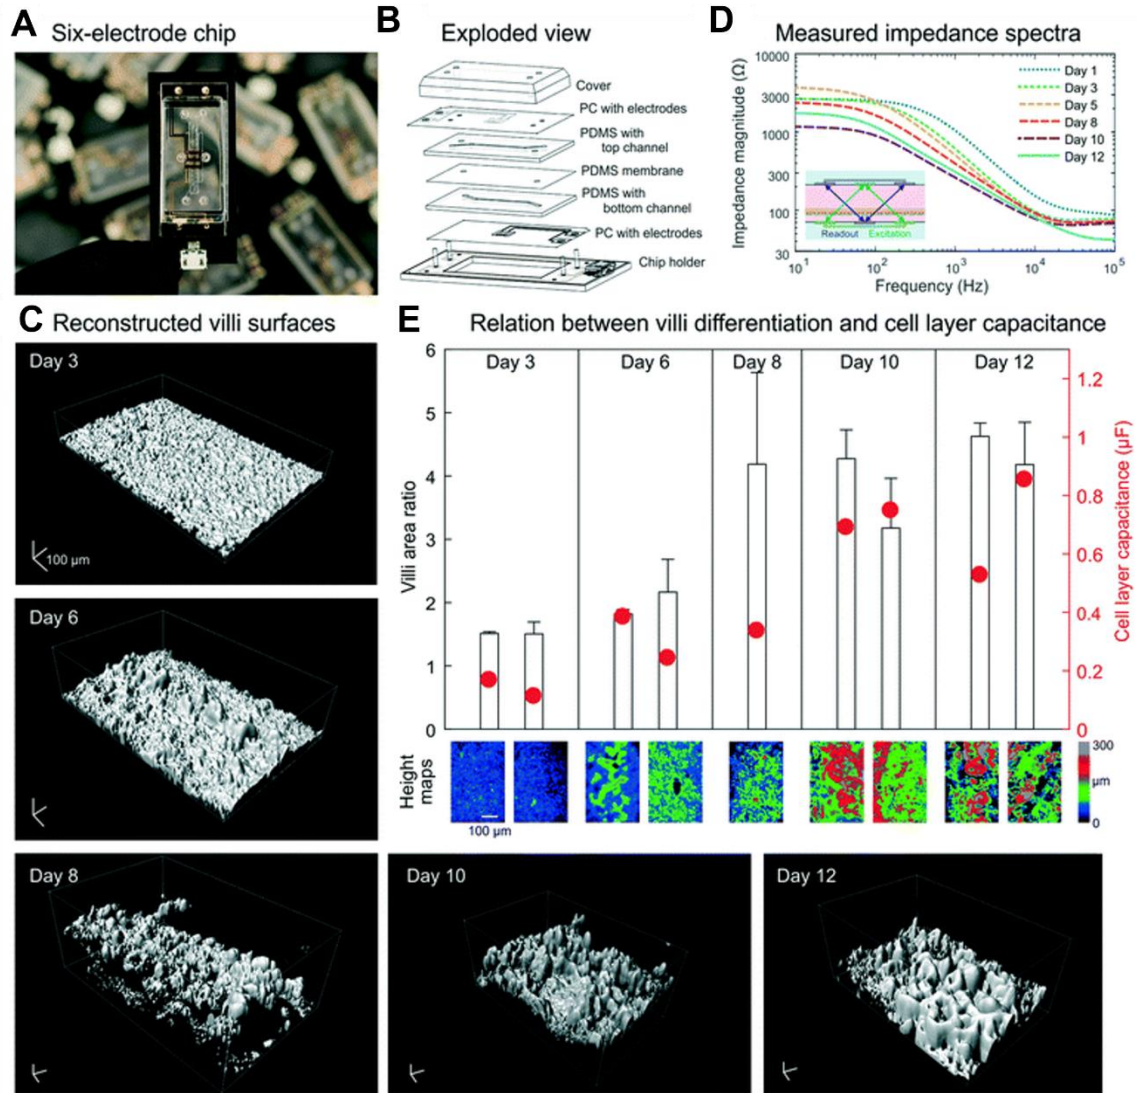 A Six-electrode chip
B Exploded view
Cover
PC with electrodes
PDMS with
top channel
PDMS membrane
PDMS with
bottom channel
PC with electrodes
Chip holder
D Measured impedance spectra
Impedance magnitude (Ω)
10000
3000
1000
300
100
30
Day 1
Day 3
Day 5
Day 8
Day 10
Day 12
Readout Excitation
10¹ 10² 10³ 10⁴ 10⁵
Frequency (Hz)
C Reconstructed villi surfaces
Day 3
100 µm
Day 6
Day 8
Day 10
Day 12
E Relation between villi differentiation and cell layer capacitance
Day 3 Day 6 Day 8 Day 10 Day 12
Villi area ratio
6
5
4
3
2
1
0
Cell layer capacitance (µF)
1.2
1
0.8
0.6
0.4
0.2
0
Height
maps
100 µm
300
µm
0